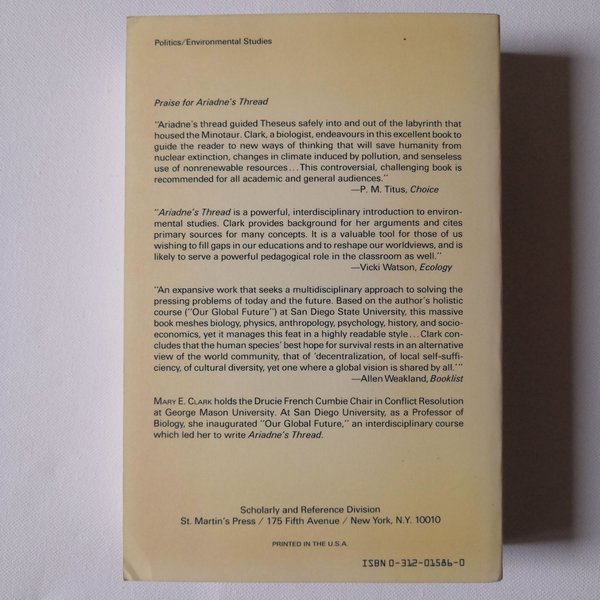 Politics/Environmental Studies
Praise for Ariadne's Thread
"Ariadne's thread guided Theseus safely into and out of the labyrinth that
housed the Minotaur. Clark, a biologist, endeavours in this excellent book to
guide the reader to new ways of thinking that will save humanity from
nuclear extinction, changes in climate induced by pollution, and senseless
use of nonrenewable resources... This controversial, challenging book is
recommended for all academic and general audiences."
—P. M. Titus, Choice
"Ariadne's Thread is a powerful, interdisciplinary introduction to environ-
mental studies. Clark provides background for her arguments and cites
primary sources for many concepts. It is a valuable tool for those of us
wishing to fill gaps in our educations and to reshape our worldviews, and is
likely to serve a powerful pedagogical role in the classroom as well."
—Vicki Watson, Ecology
"An expansive work that seeks a multidisciplinary approach to solving the
pressing problems of today and the future. Based on the author's holistic
course ("Our Global Future") at San Diego State University, this massive
book meshes biology, physics, anthropology, psychology, history, and socio-
economics, yet it manages this feat in a highly readable style... Clark con-
cludes that the human species' best hope for survival rests in an alternative
view of the world community, that of 'decentralization, of local self-suffi-
ciency, of cultural diversity, yet one where a global vision is shared by all.'"
—Allen Weakland, Booklist
MARY E. CLARK holds the Drucie French Cumbie Chair in Conflict Resolution
at George Mason University. At San Diego University, as a Professor of
Biology, she inaugurated "Our Global Future," an interdisciplinary course
which led her to write Ariadne's Thread.
Scholarly and Reference Division
St. Martin's Press / 175 Fifth Avenue / New York, N.Y. 10010
PRINTED IN THE U.S.A.
ISBN 0-312-01586-0